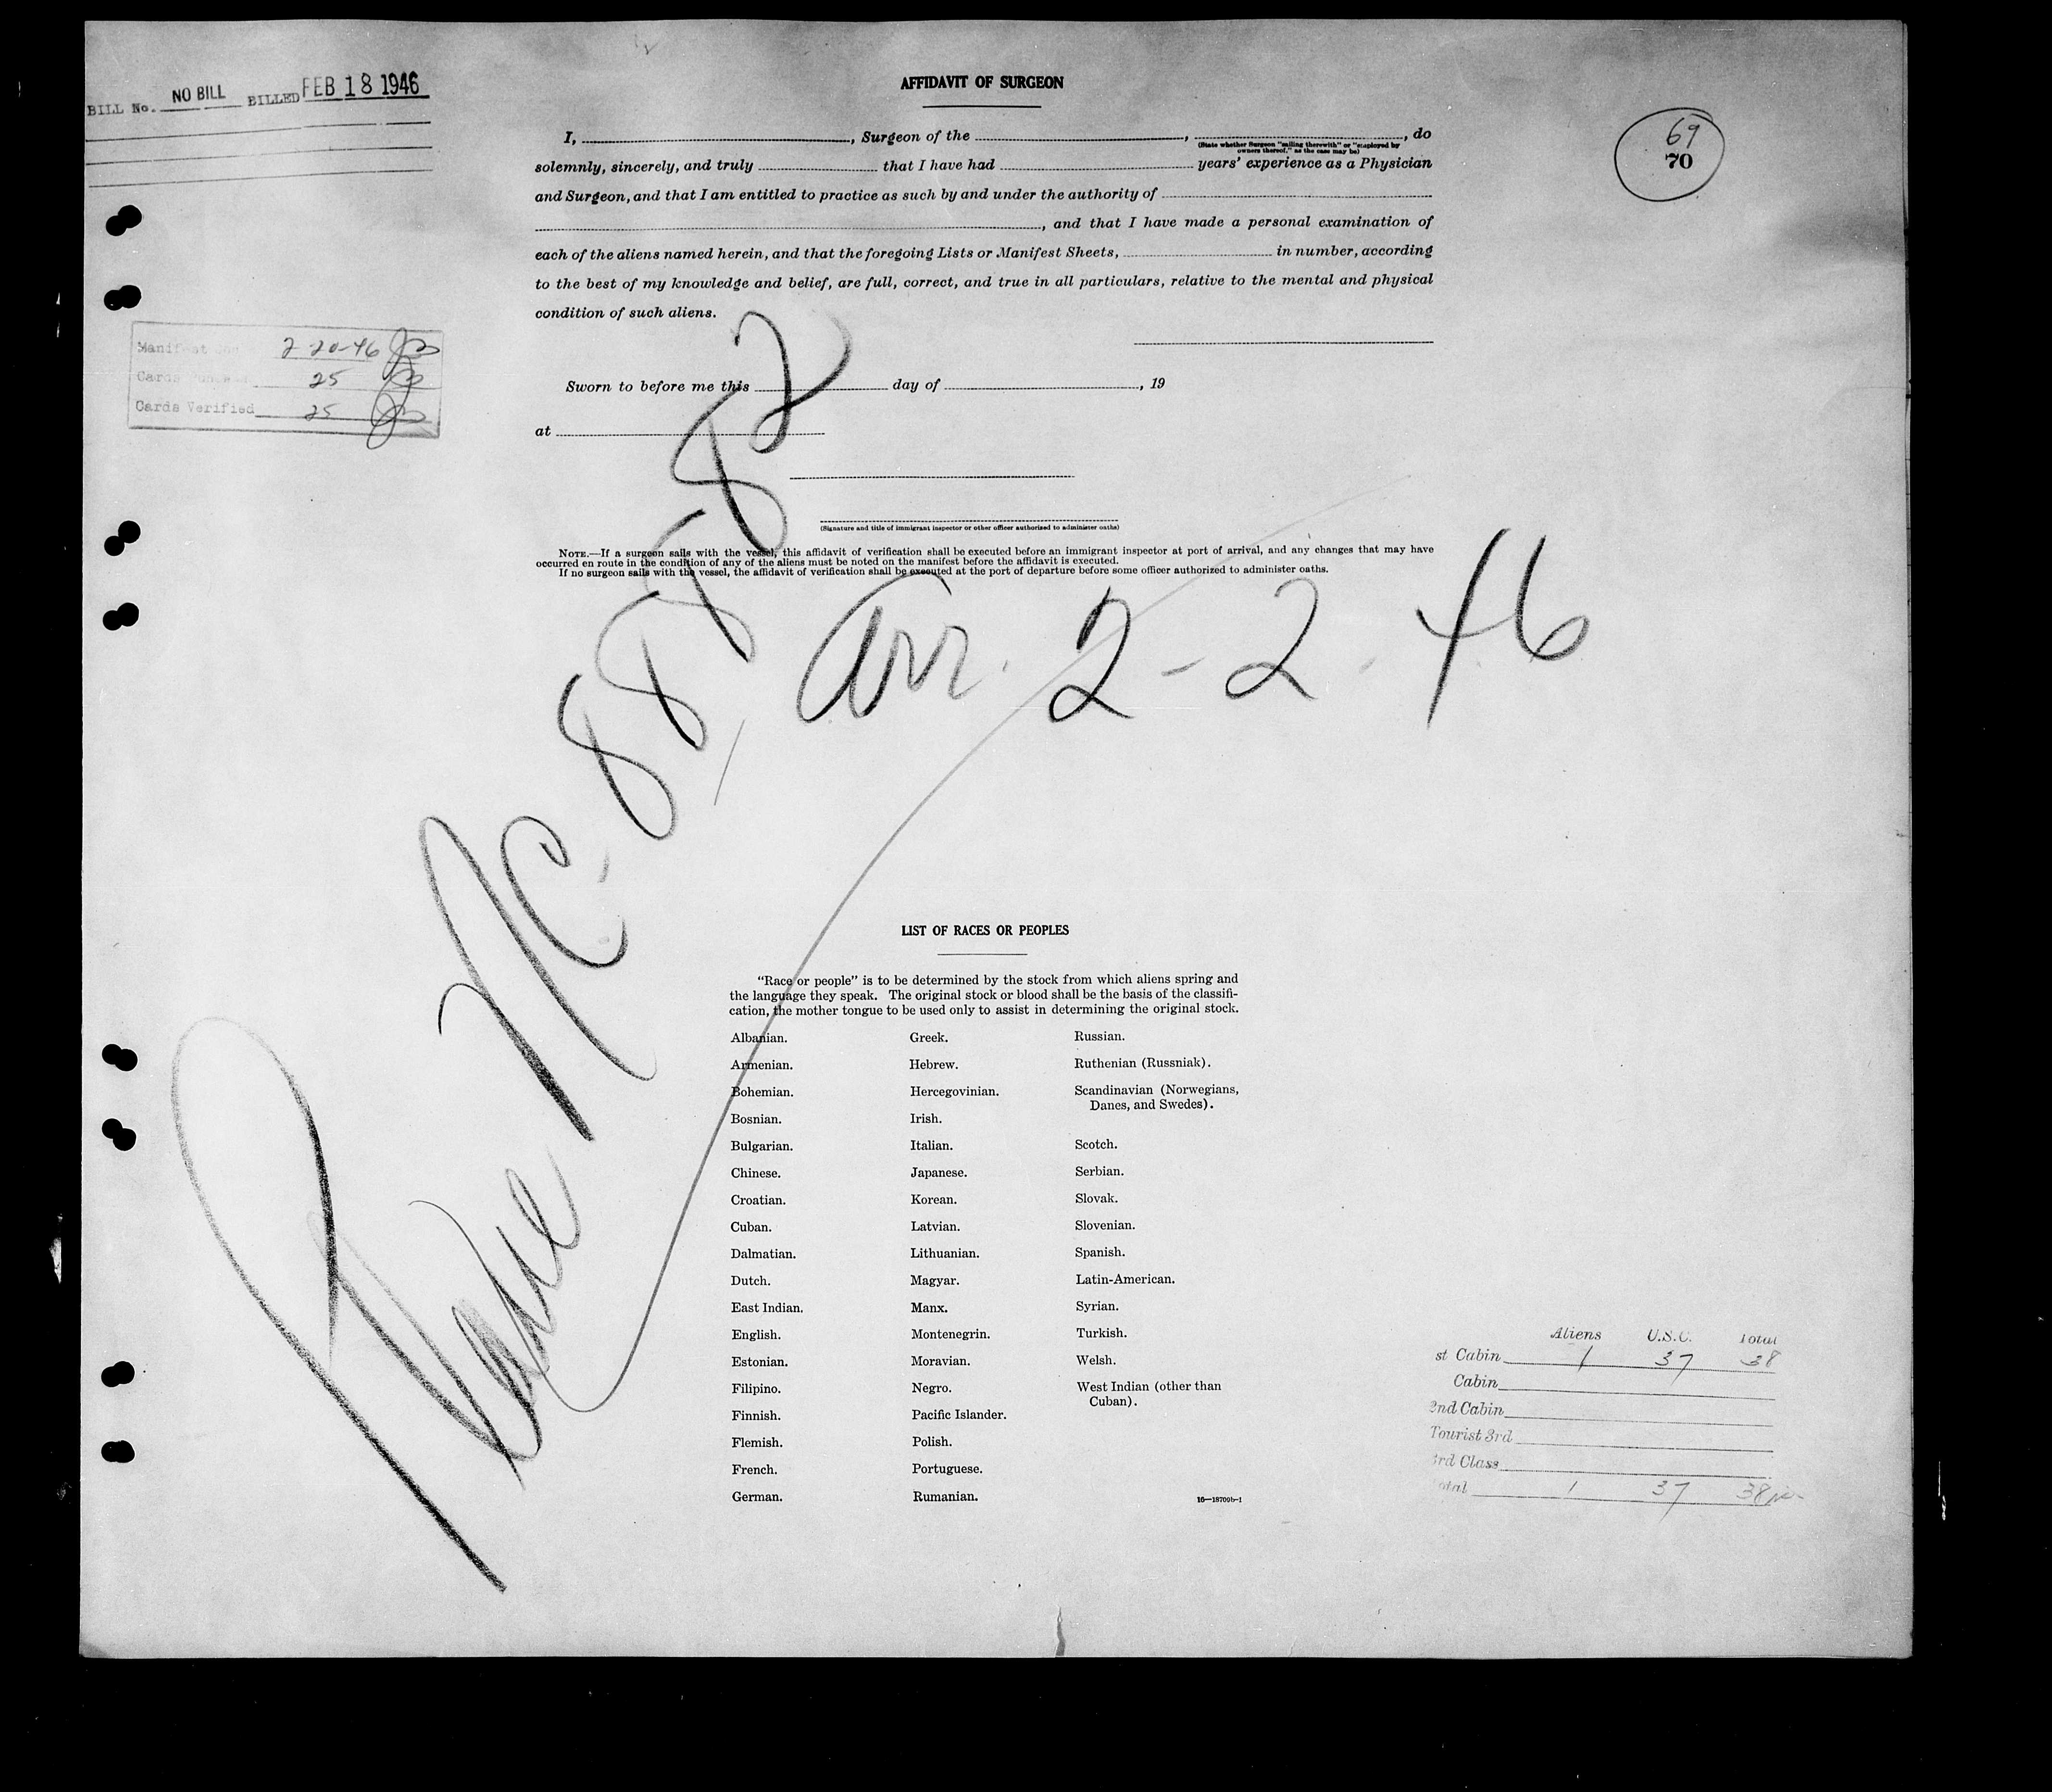 BILL No. NO BILL BILLED FEB 18 1946
AFFIDAVIT OF SURGEON
69
70
I, , Surgeon of the , , do
(State whether Surgeon "sailing therewith" or "employed by
owners thereof," as the case may be)
solemnly, sincerely, and truly that I have had years' experience as a Physician
and Surgeon, and that I am entitled to practice as such by and under the authority of
, and that I have made a personal examination of
each of the aliens named herein, and that the foregoing Lists or Manifest Sheets, in number, according
to the best of my knowledge and belief, are full, correct, and true in all particulars, relative to the mental and physical
condition of such aliens.
Manifest 2-20-46
Cards 25
Cards Verified 25
Sworn to before me this day of , 19
at
(Signature and title of immigrant inspector or other officer authorized to administer oaths)
NOTE.—If a surgeon sails with the vessel, this affidavit of verification shall be executed before an immigrant inspector at port of arrival, and any changes that may have
occurred en route in the condition of any of the aliens must be noted on the manifest before the affidavit is executed.
If no surgeon sails with the vessel, the affidavit of verification shall be executed at the port of departure before some officer authorized to administer oaths.
Plane NC-88882
Arr. 2-2-46
LIST OF RACES OR PEOPLES
"Race or people" is to be determined by the stock from which aliens spring and
the language they speak. The original stock or blood shall be the basis of the classifi-
cation, the mother tongue to be used only to assist in determining the original stock.
Albanian.
Armenian.
Bohemian.
Bosnian.
Bulgarian.
Chinese.
Croatian.
Cuban.
Dalmatian.
Dutch.
East Indian.
English.
Estonian.
Filipino.
Finnish.
Flemish.
French.
German.
Greek.
Hebrew.
Hercegovinian.
Irish.
Italian.
Japanese.
Korean.
Latvian.
Lithuanian.
Magyar.
Manx.
Montenegrin.
Moravian.
Negro.
Pacific Islander.
Polish.
Portuguese.
Rumanian.
Russian.
Ruthenian (Russniak).
Scandinavian (Norwegians,
Danes, and Swedes).
Scotch.
Serbian.
Slovak.
Slovenian.
Spanish.
Latin-American.
Syrian.
Turkish.
Welsh.
West Indian (other than
Cuban).
16—18709b-1
Aliens U.S.C. Total
st Cabin 1 37 38
Cabin
2nd Cabin
Tourist 3rd
3rd Class
otal 1 37 38